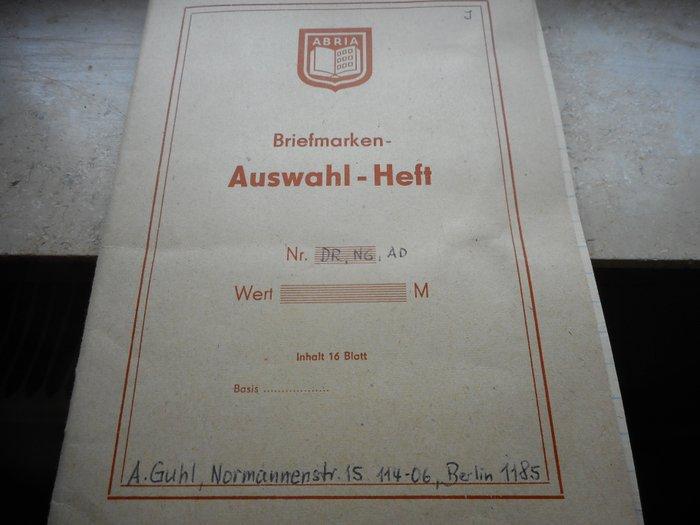 J
ABRIA
Briefmarken-
Auswahl-Heft
Nr. DR, NG, AD
Wert M
Inhalt 16 Blatt
Basis ..................
A. Guhl, Normannenstr. 15 114-06, Berlin 1185